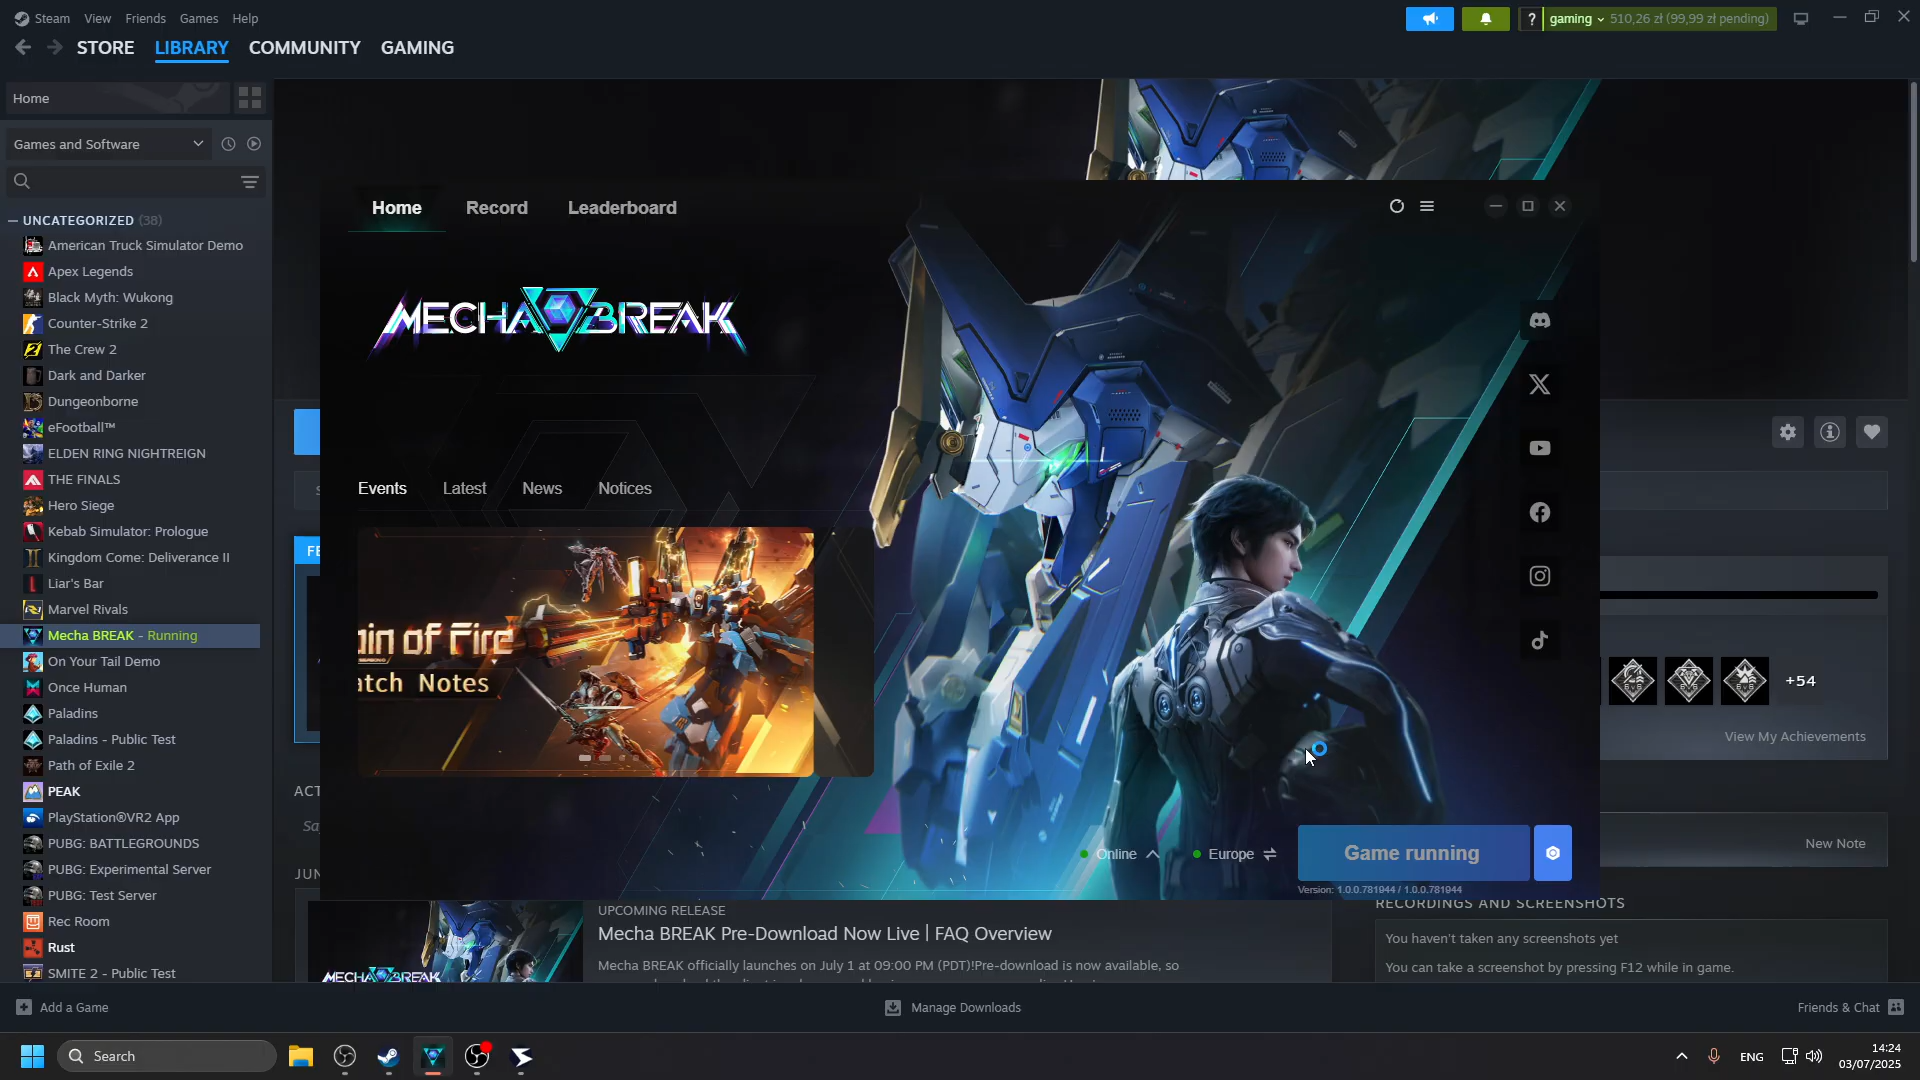 Steam View Friends Games Help
? gaming 510,26 zł (99,99 zł pending)
STORE LIBRARY COMMUNITY GAMING
Home
Games and Software
UNCATEGORIZED (38)
American Truck Simulator Demo
Apex Legends
Black Myth: Wukong
Counter-Strike 2
The Crew 2
Dark and Darker
Dungeonborne
eFootball™
ELDEN RING NIGHTREIGN
THE FINALS
Hero Siege
Kebab Simulator: Prologue
Kingdom Come: Deliverance II
Liar's Bar
Marvel Rivals
Mecha BREAK - Running
On Your Tail Demo
Once Human
Paladins
Paladins - Public Test
Path of Exile 2
PEAK
PlayStation®VR2 App
PUBG: BATTLEGROUNDS
PUBG: Experimental Server
PUBG: Test Server
Rec Room
Rust
SMITE 2 - Public Test
Home Record Leaderboard
MECHA BREAK
Events Latest News Notices
in of Fire
atch Notes
Online Europe
Game running
Version: 1.0.0.781944 / 1.0.0.781944
FE
AC
JUN
+54
View My Achievements
New Note
UPCOMING RELEASE
Mecha BREAK Pre-Download Now Live | FAQ Overview
Mecha BREAK officially launches on July 1 at 09:00 PM (PDT)!Pre-download is now available, so
MECHA BREAK
RECORDINGS AND SCREENSHOTS
You haven't taken any screenshots yet
You can take a screenshot by pressing F12 while in game.
Add a Game
Manage Downloads
Friends & Chat
Search
ENG
14:24
03/07/2025